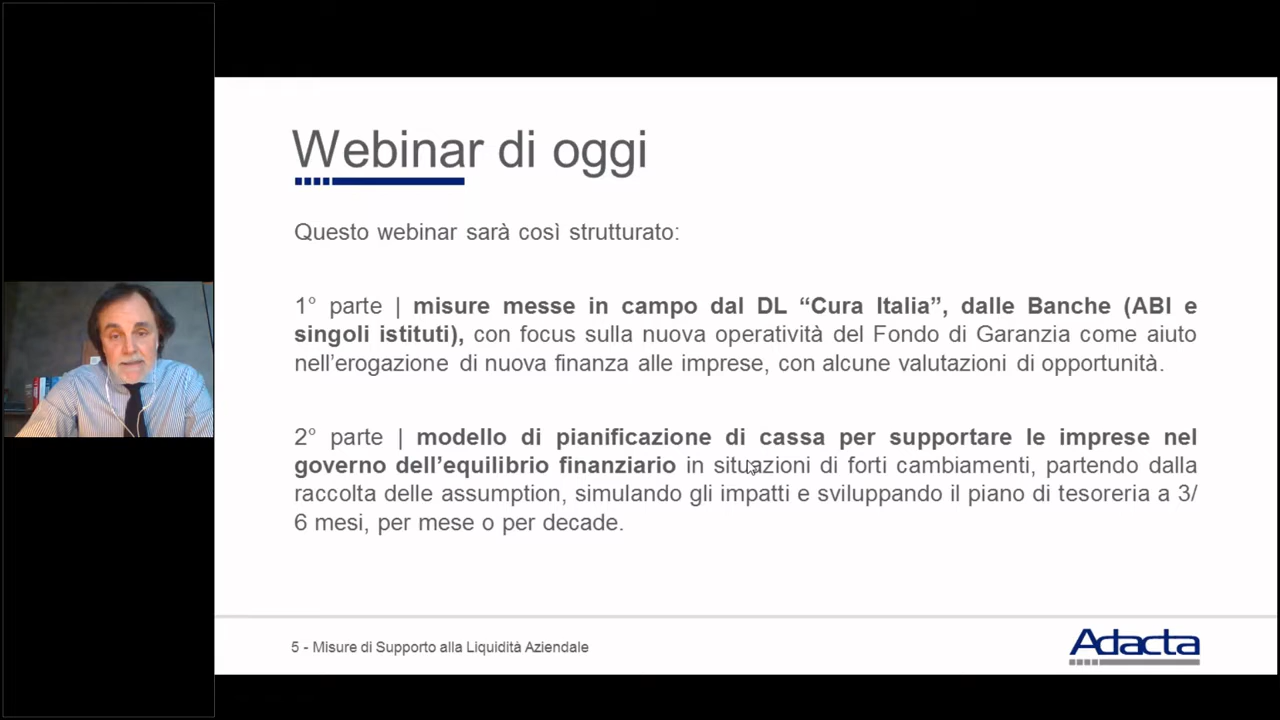 Webinar di oggi
Questo webinar sarà così strutturato:
1° parte | misure messe in campo dal DL “Cura Italia”, dalle Banche (ABI e
singoli istituti), con focus sulla nuova operatività del Fondo di Garanzia come aiuto
nell’erogazione di nuova finanza alle imprese, con alcune valutazioni di opportunità.
2° parte | modello di pianificazione di cassa per supportare le imprese nel
governo dell’equilibrio finanziario in situazioni di forti cambiamenti, partendo dalla
raccolta delle assumption, simulando gli impatti e sviluppando il piano di tesoreria a 3/
6 mesi, per mese o per decade.
5 - Misure di Supporto alla Liquidità Aziendale
Adacta